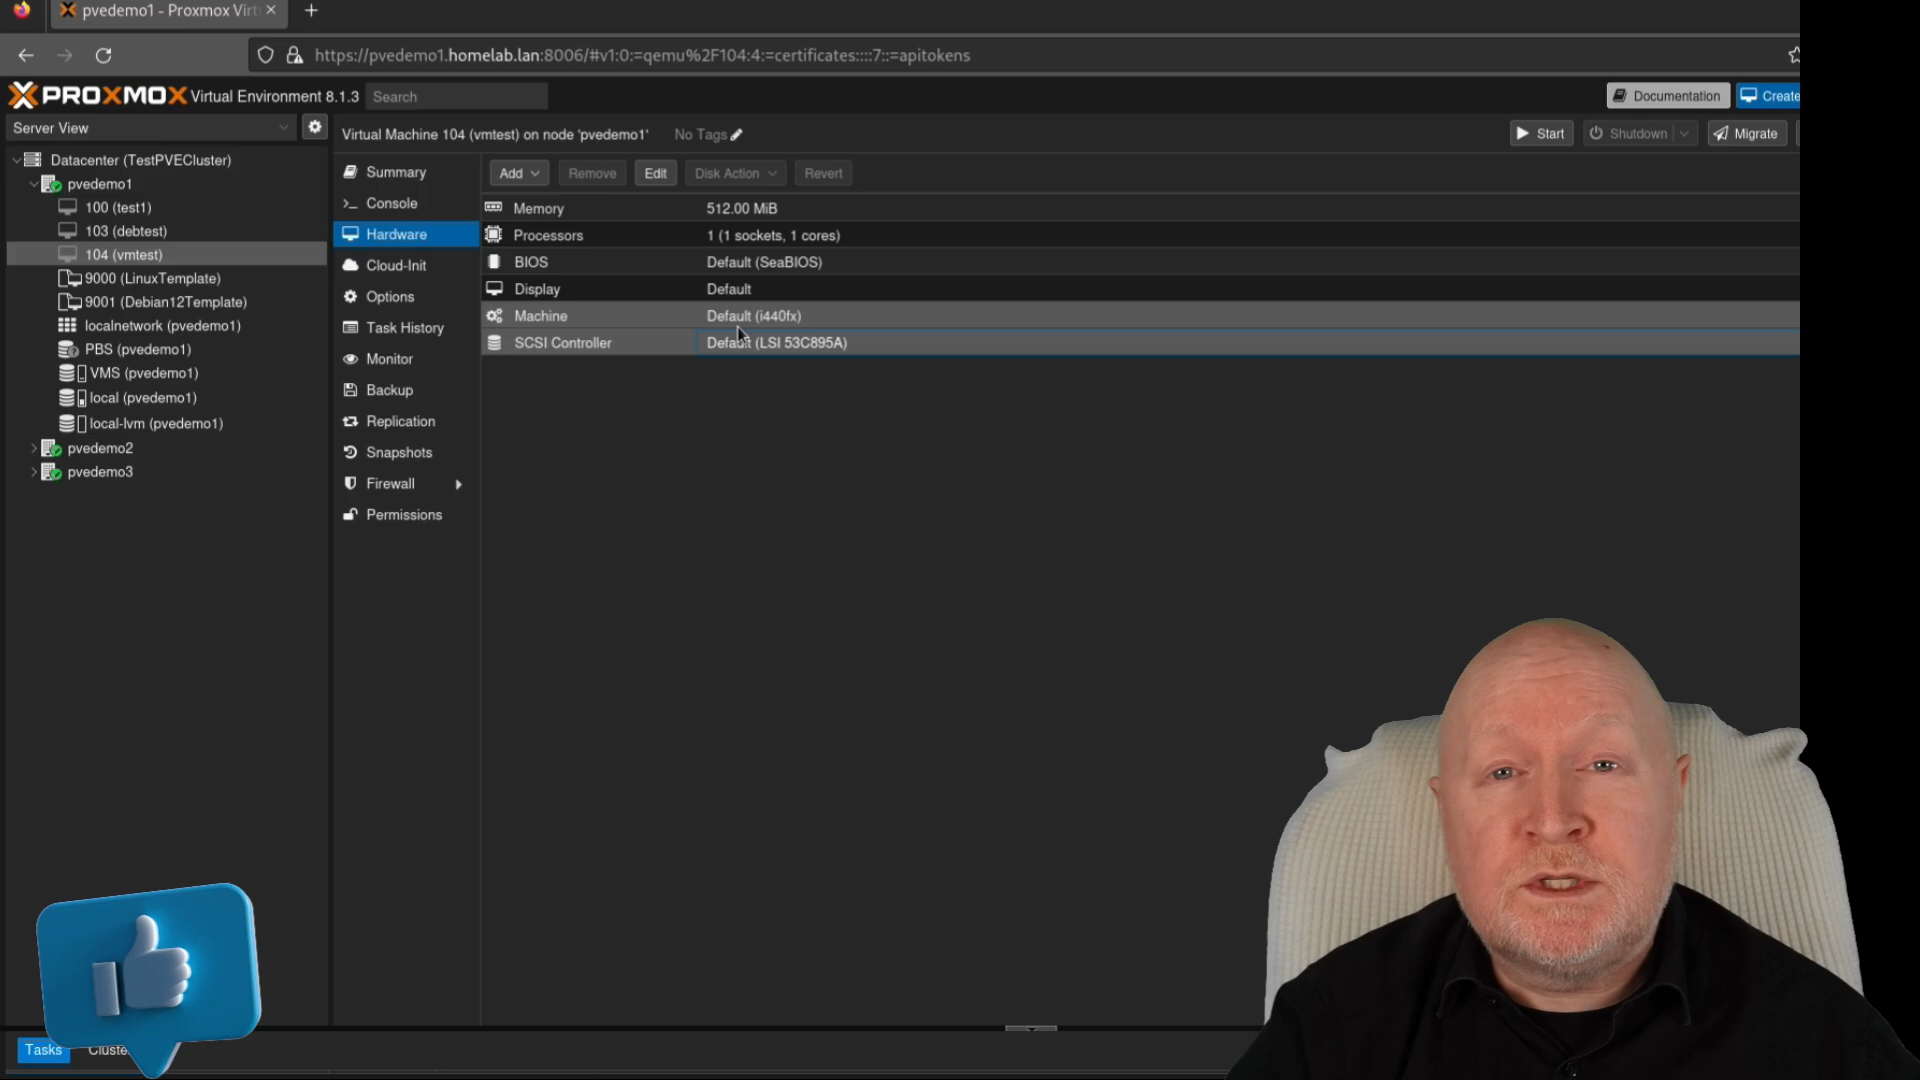 pvedemo1 - Proxmox Virt
https://pvedemo1.homelab.lan:8006/#v1:0:=qemu%2F104:4:=certificates::::7::=apitokens
PROXMOX Virtual Environment 8.1.3
Search
Documentation
Create
Server View
Virtual Machine 104 (vmtest) on node 'pvedemo1'
No Tags
Start
Shutdown
Migrate
Datacenter (TestPVECluster)
pvedemo1
100 (test1)
103 (debtest)
104 (vmtest)
9000 (LinuxTemplate)
9001 (Debian12Template)
localnetwork (pvedemo1)
PBS (pvedemo1)
VMS (pvedemo1)
local (pvedemo1)
local-lvm (pvedemo1)
pvedemo2
pvedemo3
Summary
Console
Hardware
Cloud-Init
Options
Task History
Monitor
Backup
Replication
Snapshots
Firewall
Permissions
Add
Remove
Edit
Disk Action
Revert
Memory 512.00 MiB
Processors 1 (1 sockets, 1 cores)
BIOS Default (SeaBIOS)
Display Default
Machine Default (i440fx)
SCSI Controller Default (LSI 53C895A)
Tasks
Cluste